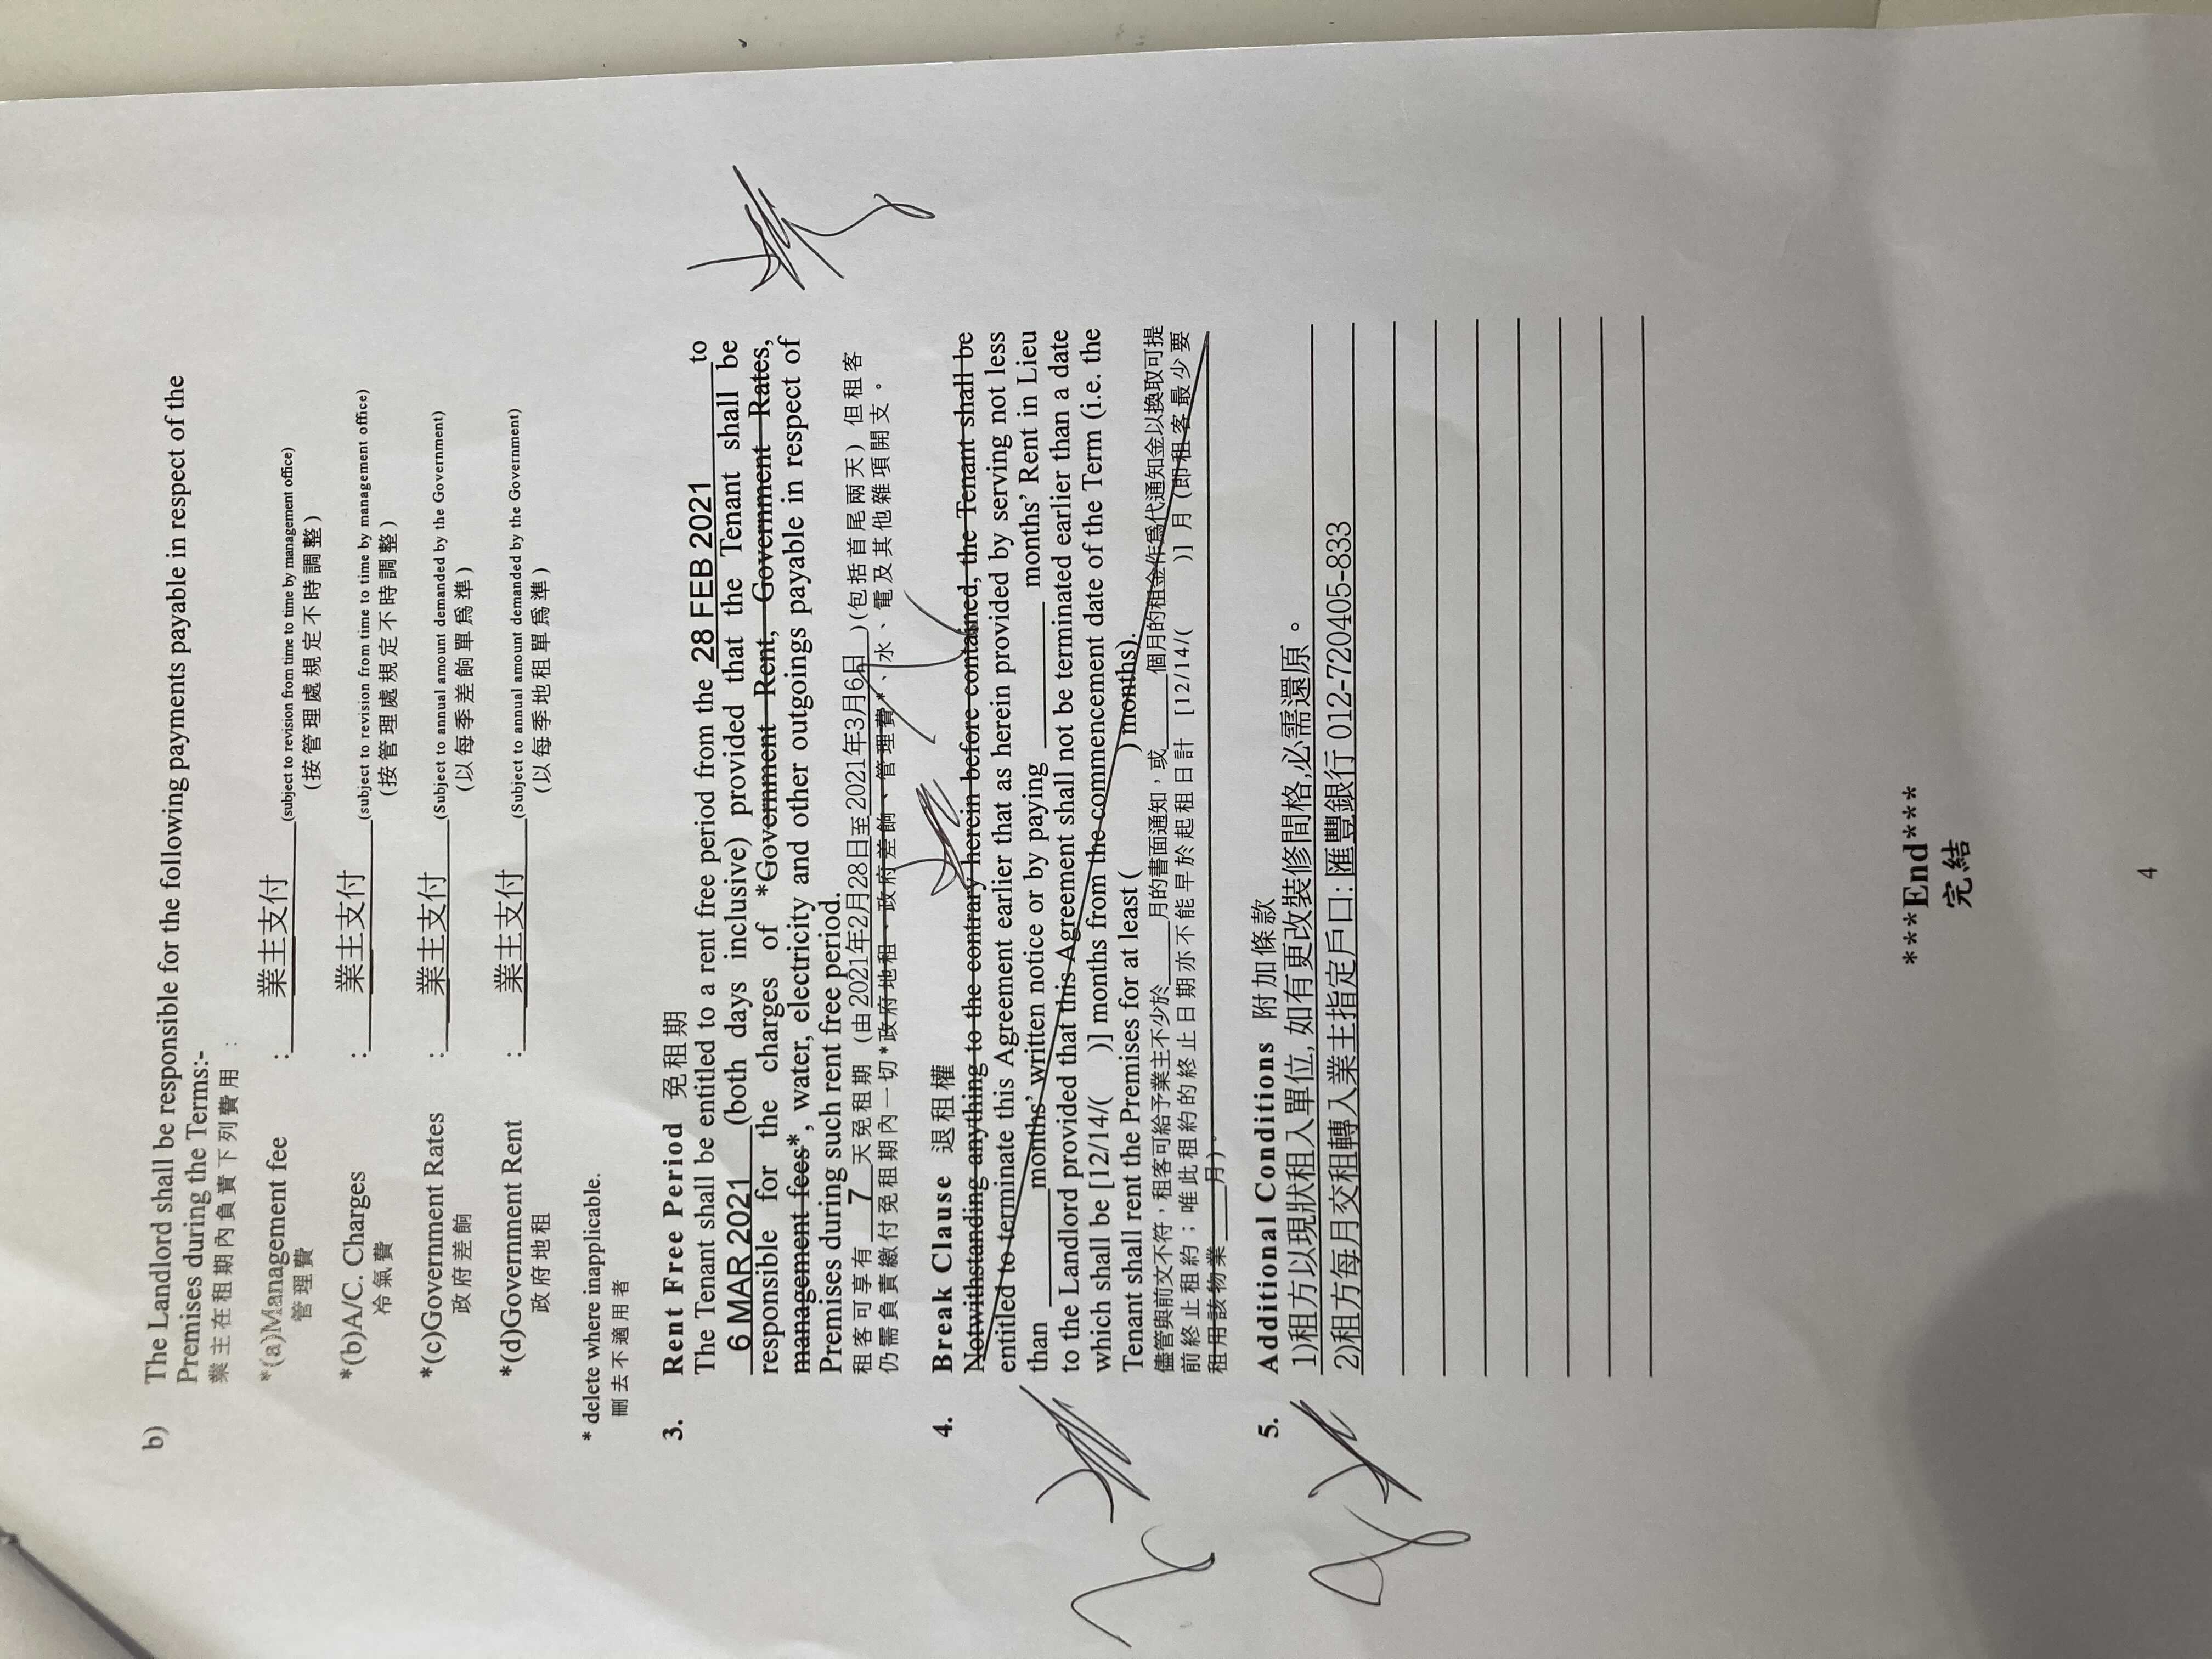 b) The Landlord shall be responsible for the following payments payable in respect of the
Premises during the Terms:-
業主在租期內負責下列費用:
*(a)Management fee : 業主支付 (subject to revision from time to time by management office)
管理費 (按管理處規定不時調整)
*(b)A/C. Charges : 業主支付 (subject to revision from time to time by management office)
冷氣費 (按管理處規定不時調整)
*(c)Government Rates : 業主支付 (Subject to annual amount demanded by the Government)
政府差餉 (以每季差餉單爲準)
*(d)Government Rent : 業主支付 (Subject to annual amount demanded by the Government)
政府地租 (以每季地租單爲準)
* delete where inapplicable.
刪去不適用者
3. Rent Free Period 免租期
The Tenant shall be entitled to a rent free period from the 28 FEB 2021 to
6 MAR 2021 (both days inclusive) provided that the Tenant shall be
responsible for the charges of *Government Rent, Government Rates,
management fees*, water, electricity and other outgoings payable in respect of
Premises during such rent free period.
租客可享有 7 天免租期 (由2021年2月28日至2021年3月6日)(包括首尾兩天) 但租客
仍需負責繳付免租期內一切*政府地租、政府差餉、管理費*、水、電及其他雜項開支。
4. Break Clause 退租權
Notwithstanding anything to the contrary herein before contained, the Tenant shall be
entitled to terminate this Agreement earlier that as herein provided by serving not less
than ______ months' written notice or by paying ______ months' Rent in Lieu
to the Landlord provided that this Agreement shall not be terminated earlier than a date
which shall be [12/14/( )] months from the commencement date of the Term (i.e. the
Tenant shall rent the Premises for at least ( ) months).
儘管與前文不符，租客可給予業主不少於____月的書面通知，或____個月的租金作爲代通知金以換取可提
前終止租約；唯此租約的終止日期亦不能早於起租日計 [12/14/( )] 月 (即租客最少要
租用該物業____月)。
5. Additional Conditions 附加條款
1)租方以現狀租入單位,如有更改裝修間格,必需還原。
2)租方每月交租轉入業主指定戶口: 匯豐銀行 012-720405-833
***End***
完結
4